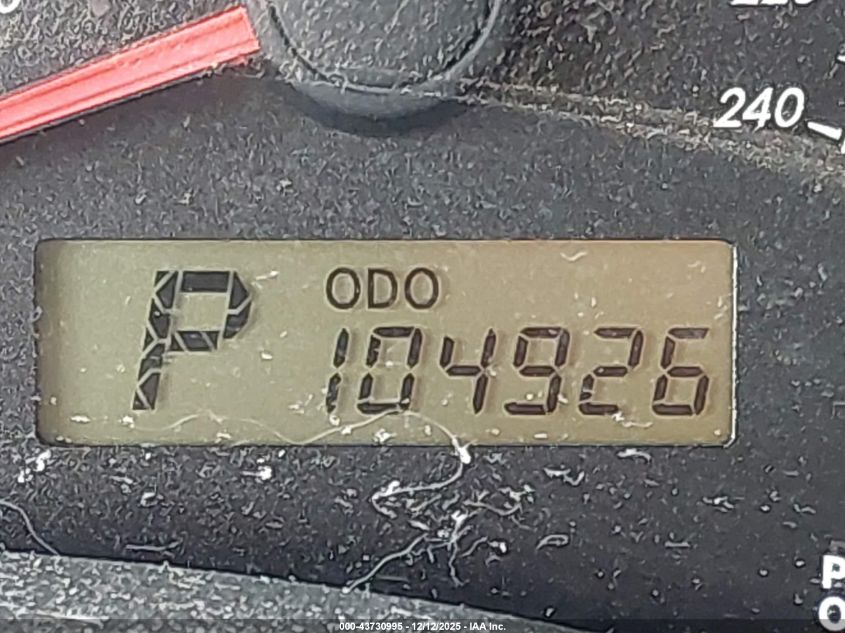 240
P ODO
104926
P
000-43730995 - 12/12/2025 - IAA Inc.